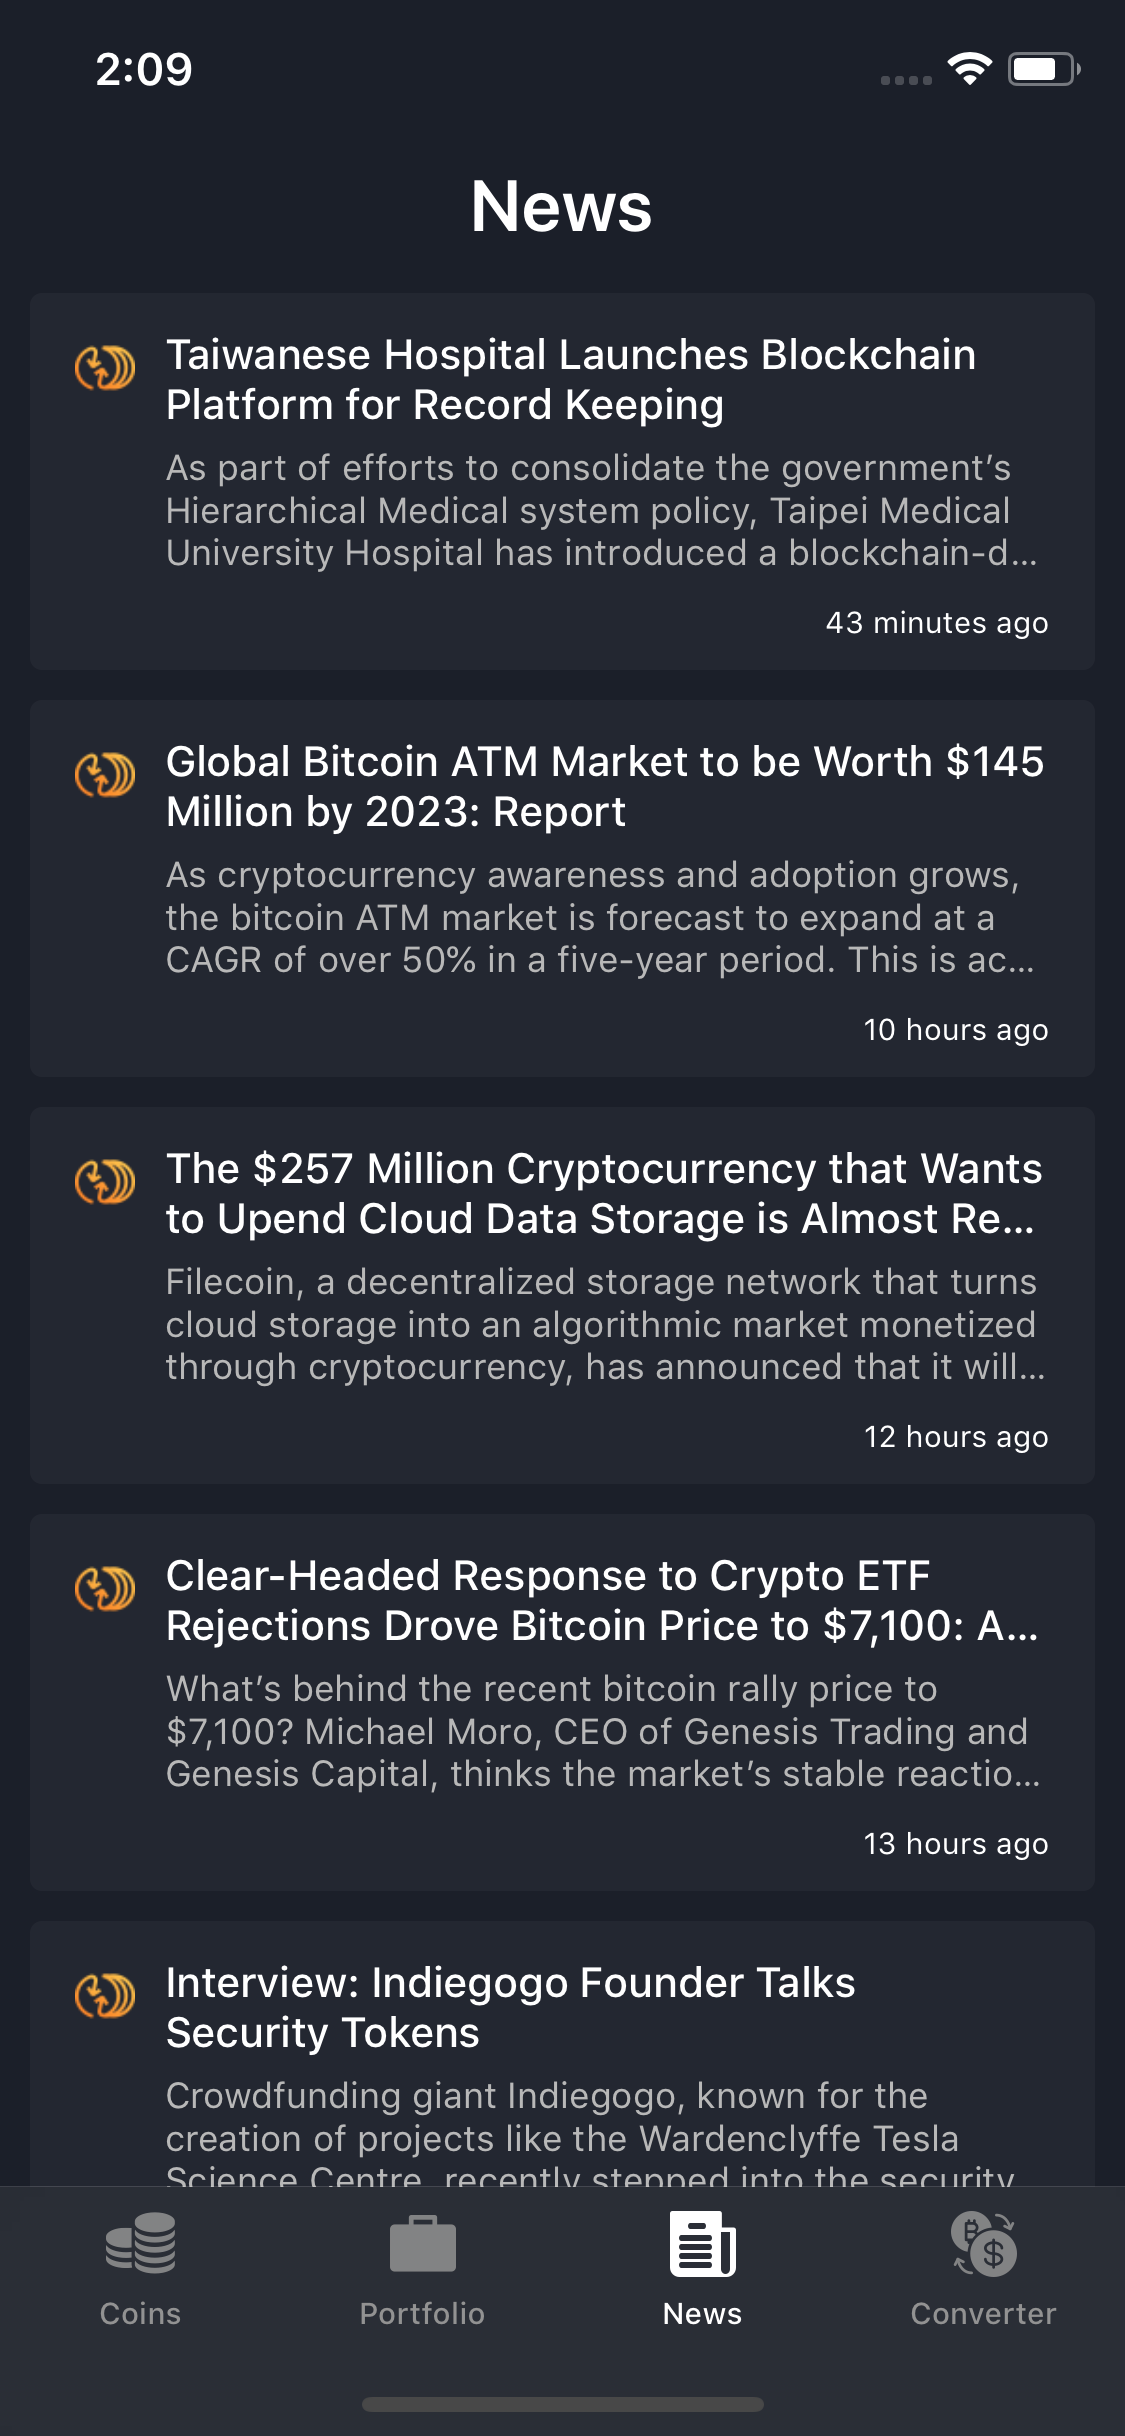 2:09
News
Taiwanese Hospital Launches Blockchain
Platform for Record Keeping
As part of efforts to consolidate the government’s
Hierarchical Medical system policy, Taipei Medical
University Hospital has introduced a blockchain-d...
43 minutes ago
Global Bitcoin ATM Market to be Worth $145
Million by 2023: Report
As cryptocurrency awareness and adoption grows,
the bitcoin ATM market is forecast to expand at a
CAGR of over 50% in a five-year period. This is ac...
10 hours ago
The $257 Million Cryptocurrency that Wants
to Upend Cloud Data Storage is Almost Re...
Filecoin, a decentralized storage network that turns
cloud storage into an algorithmic market monetized
through cryptocurrency, has announced that it will...
12 hours ago
Clear-Headed Response to Crypto ETF
Rejections Drove Bitcoin Price to $7,100: A...
What’s behind the recent bitcoin rally price to
$7,100? Michael Moro, CEO of Genesis Trading and
Genesis Capital, thinks the market’s stable reactio...
13 hours ago
Interview: Indiegogo Founder Talks
Security Tokens
Crowdfunding giant Indiegogo, known for the
creation of projects like the Wardenclyffe Tesla
Science Centre, recently stepped into the security
Coins
Portfolio
News
Converter